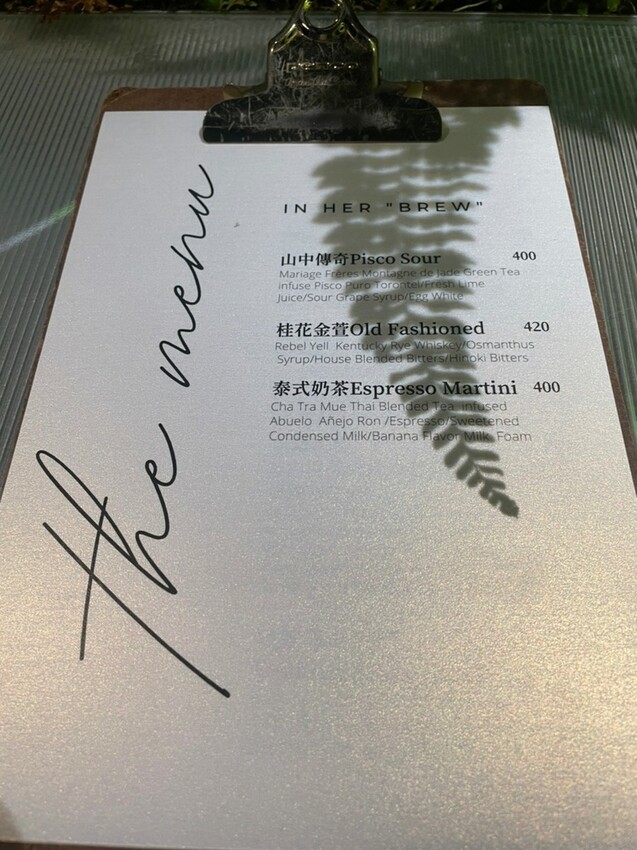 the menu
IN HER "BREW"
山中傳奇Pisco Sour 400
Mariage Frères Montagne de Jade Green Tea
infuse Pisco Puro Torontel/Fresh Lime
Juice/Sour Grape Syrup/Egg White
桂花金萱Old Fashioned 420
Rebel Yell Kentucky Rye Whiskey/Osmanthus
Syrup/House Blended Bitters/Hinoki Bitters
泰式奶茶Espresso Martini 400
Cha Tra Mue Thai Blended Tea infused
Abuelo Añejo Ron /Espresso/Sweetened
Condensed Milk/Banana Flavor Milk Foam